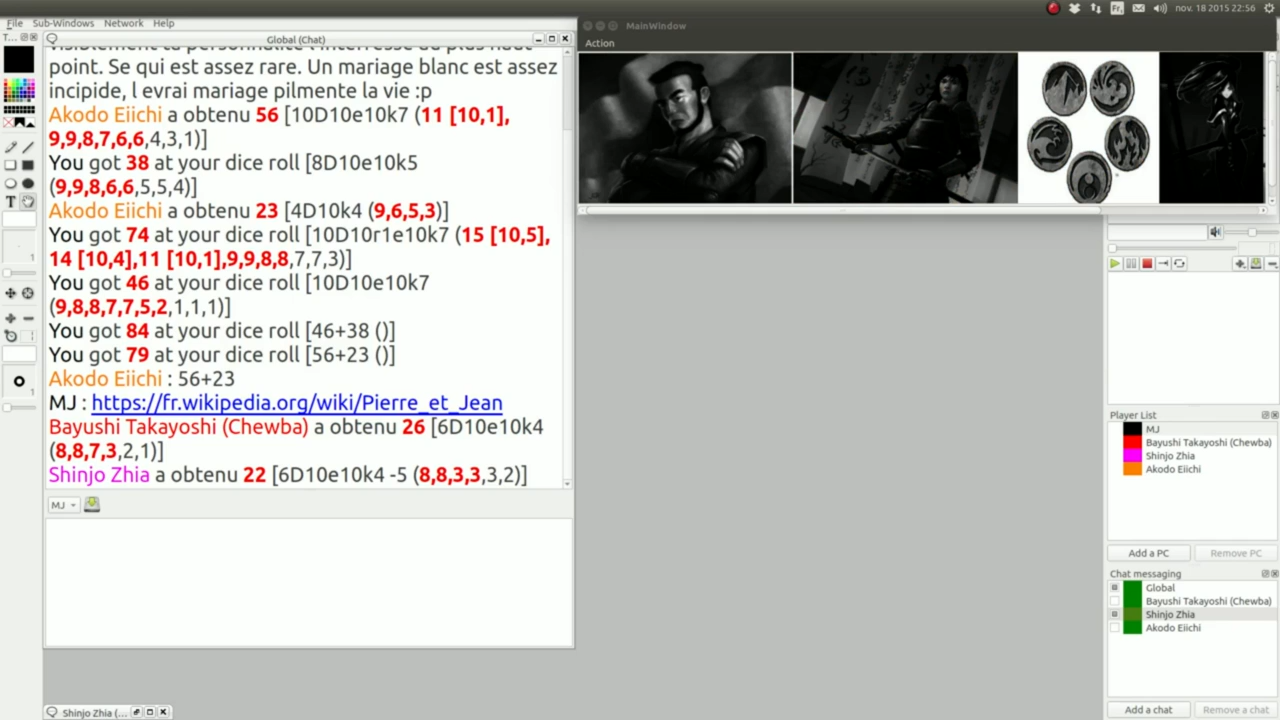 Fr₁
nov. 18 2015 22:56
File Sub-Windows Network Help
MainWindow
T...
Global (Chat)
Action
visiblement ta personnalité l'intérresse au plus haut
point. Se qui est assez rare. Un mariage blanc est assez
incipide, l evrai mariage pilmente la vie :p
Akodo Eiichi a obtenu 56 [10D10e10k7 (11 [10,1],
9,9,8,7,6,6,4,3,1)]
You got 38 at your dice roll [8D10e10k5
(9,9,8,6,6,5,5,4)]
Akodo Eiichi a obtenu 23 [4D10k4 (9,6,5,3)]
You got 74 at your dice roll [10D10r1e10k7 (15 [10,5],
14 [10,4],11 [10,1],9,9,8,8,7,7,3)]
You got 46 at your dice roll [10D10e10k7
(9,8,8,7,7,5,2,1,1,1)]
You got 84 at your dice roll [46+38 ()]
You got 79 at your dice roll [56+23 ()]
Akodo Eiichi : 56+23
MJ : https://fr.wikipedia.org/wiki/Pierre_et_Jean
Bayushi Takayoshi (Chewba) a obtenu 26 [6D10e10k4
(8,8,7,3,2,1)]
Shinjo Zhia a obtenu 22 [6D10e10k4 -5 (8,8,3,3,3,2)]
T
1
1
1
MJ
Player List
MJ
Bayushi Takayoshi (Chewba)
Shinjo Zhia
Akodo Eiichi
Add a PC Remove PC
Chat messaging
Global
Bayushi Takayoshi (Chewba)
Shinjo Zhia
Akodo Eiichi
Add a chat Remove a chat
Shinjo Zhia (...